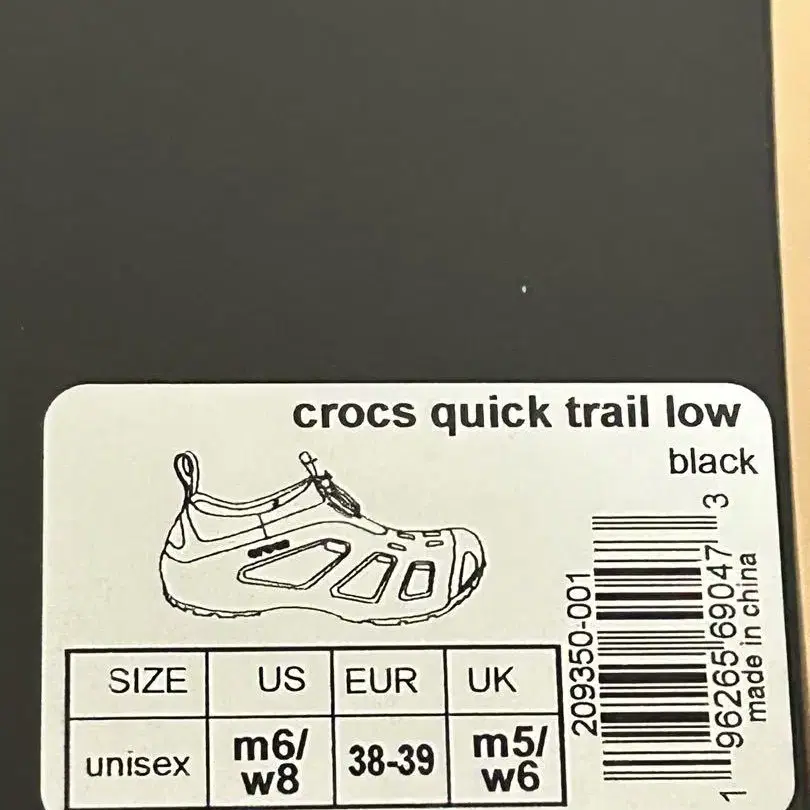 crocs quick trail low
black
SIZE US EUR UK
unisex m6/w8 38-39 m5/w6
209350-001
1 96265 69047 3
made in china